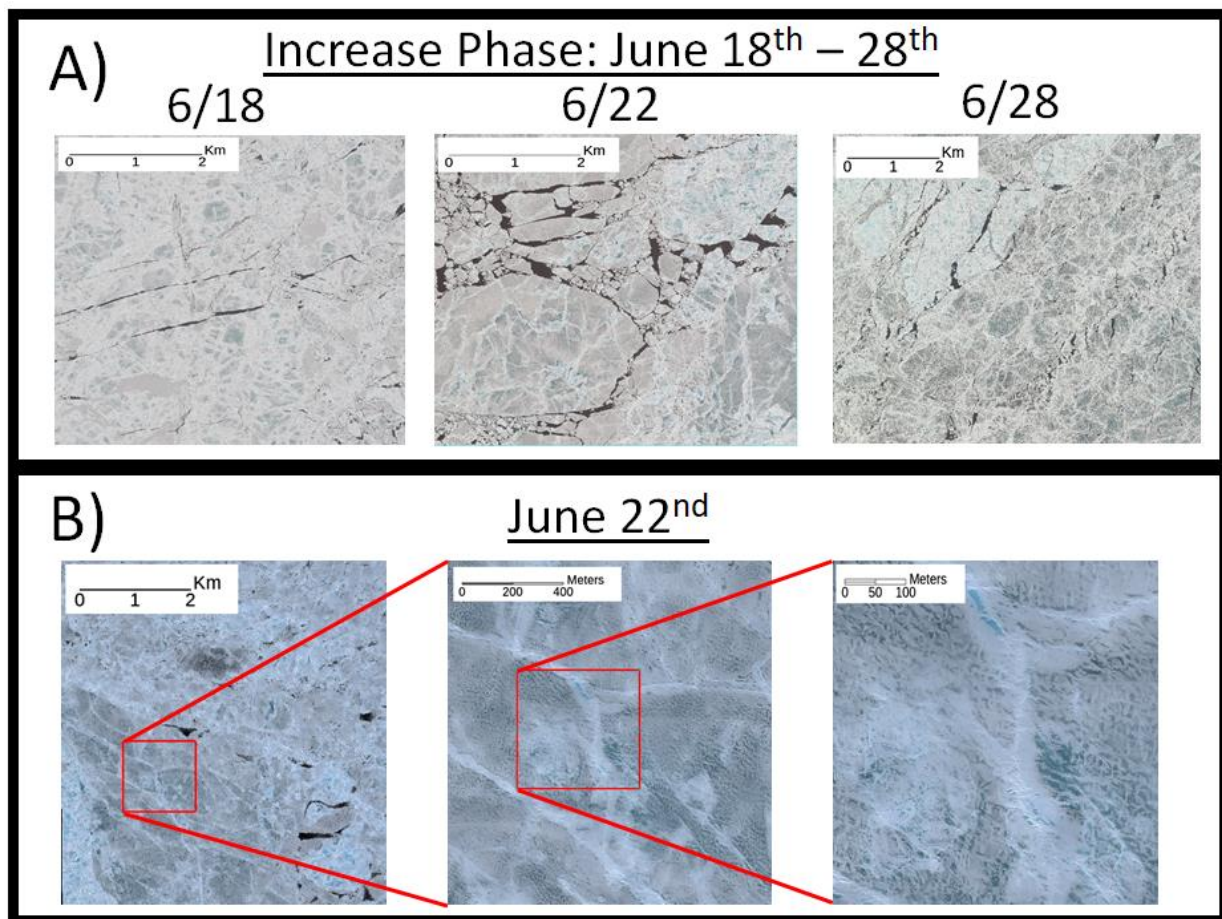 A)
Increase Phase: June 18th – 28th
6/18
6/22
6/28
Km
0 1 2
Km
0 1 2
Km
0 1 2
B)
June 22nd
Km
0 1 2
Meters
0 200 400
Meters
0 50 100